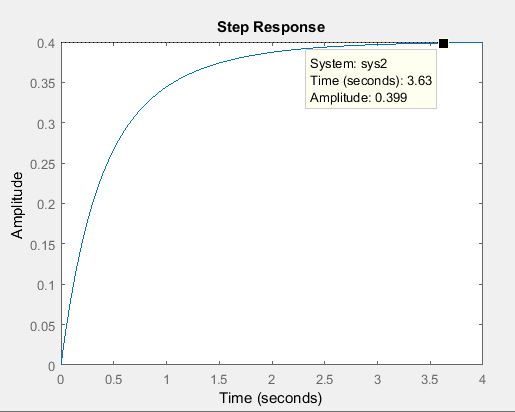 Step Response
0.4
0.35
0.3
0.25
0.2
0.15
0.1
0.05
0
Amplitude
System: sys2
Time (seconds): 3.63
Amplitude: 0.399
0 0.5 1 1.5 2 2.5 3 3.5 4
Time (seconds)